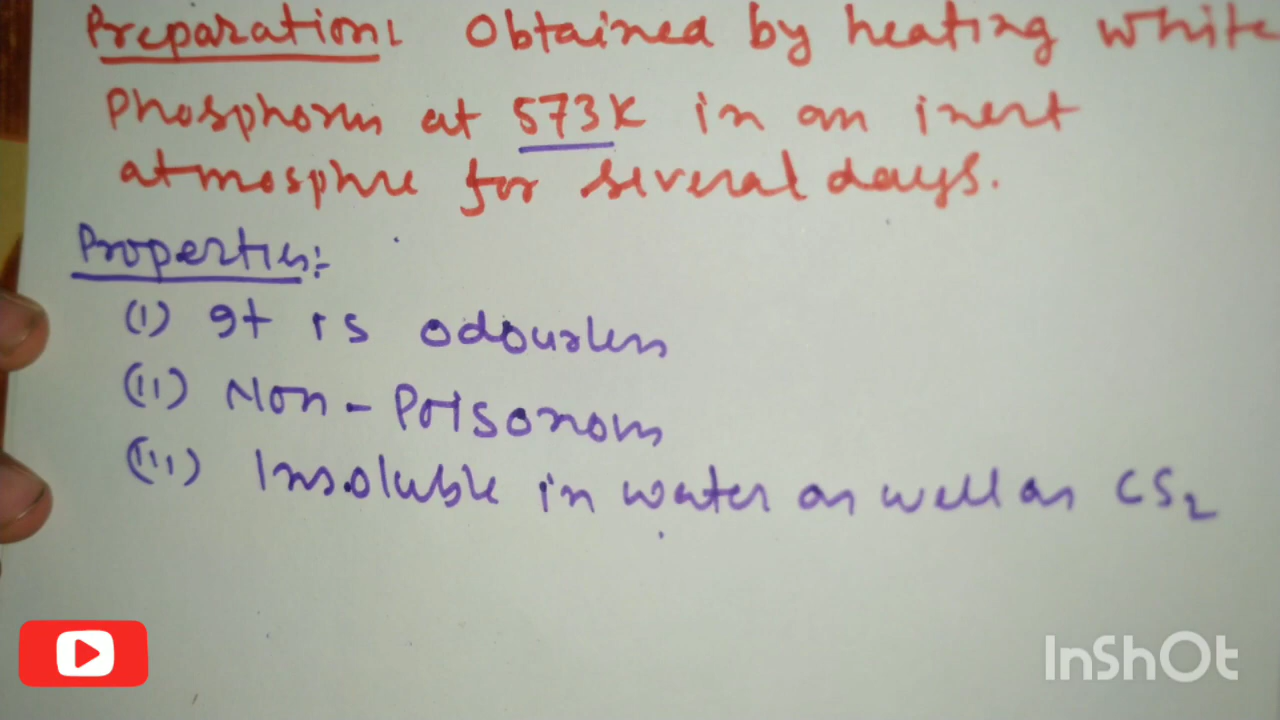 Preparation: Obtained by heating white
Phosphorus at 573K in an inert
atmosphre for several days.
Properties:-
(i) It is odourless
(ii) Non-Poisonous
(iii) Insoluble in water as well as CS₂
InShOt